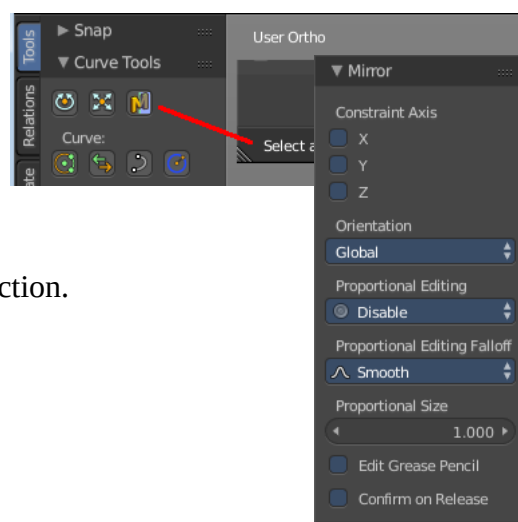 Tools
Relations
Snap
Curve Tools
Curve:
User Ortho
Select a
Mirror
Constraint Axis
X
Y
Z
Orientation
Global
Proportional Editing
Disable
Proportional Editing Falloff
Smooth
Proportional Size
1.000
Edit Grease Pencil
Confirm on Release
ction.